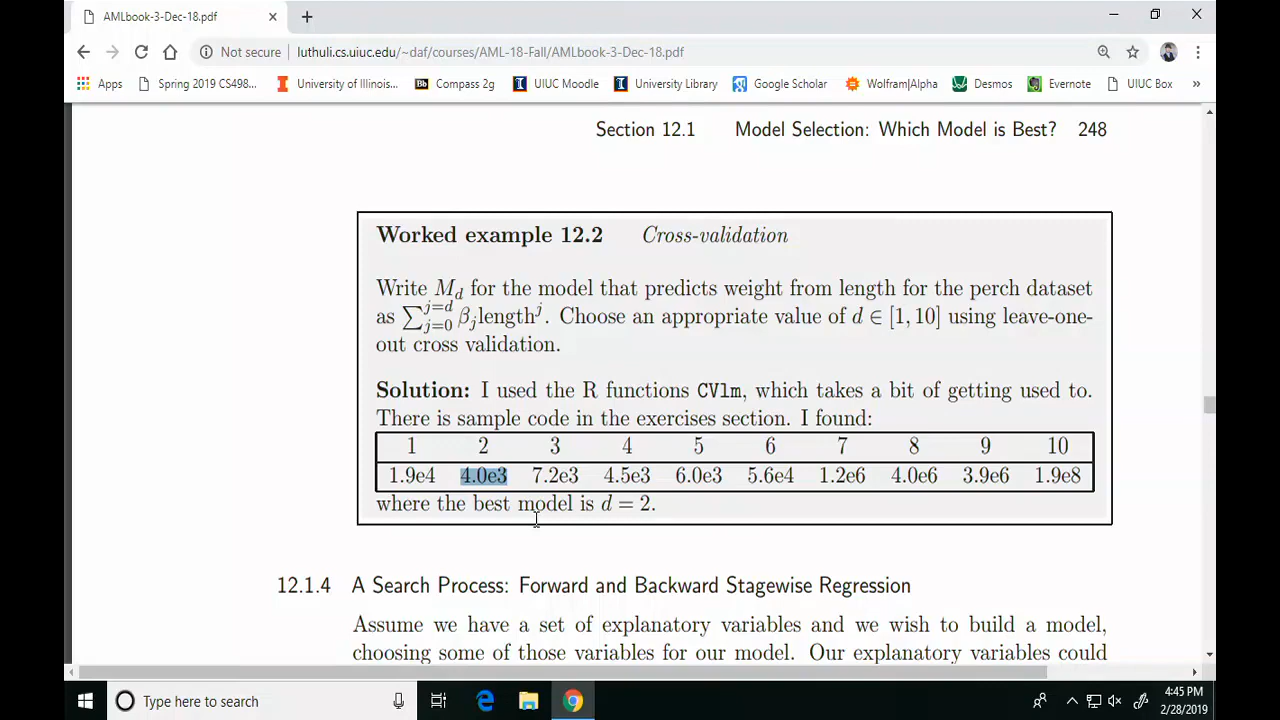 AMLbook-3-Dec-18.pdf
Not secure luthuli.cs.uiuc.edu/~daf/courses/AML-18-Fall/AMLbook-3-Dec-18.pdf
Apps Spring 2019 CS498... University of Illinois... Bb Compass 2g UIUC Moodle University Library Google Scholar Wolfram|Alpha Desmos Evernote UIUC Box »
Section 12.1 Model Selection: Which Model is Best? 248
Worked example 12.2 Cross-validation
Write M_d for the model that predicts weight from length for the perch dataset
as ∑_{j=0}^{j=d} β_j length^j. Choose an appropriate value of d ∈ [1, 10] using leave-one-
out cross validation.
Solution: I used the R functions CVlm, which takes a bit of getting used to.
There is sample code in the exercises section. I found:
1 2 3 4 5 6 7 8 9 10
1.9e4 4.0e3 7.2e3 4.5e3 6.0e3 5.6e4 1.2e6 4.0e6 3.9e6 1.9e8
where the best model is d = 2.
12.1.4 A Search Process: Forward and Backward Stagewise Regression
Assume we have a set of explanatory variables and we wish to build a model,
choosing some of those variables for our model. Our explanatory variables could
Type here to search
4:45 PM
2/28/2019